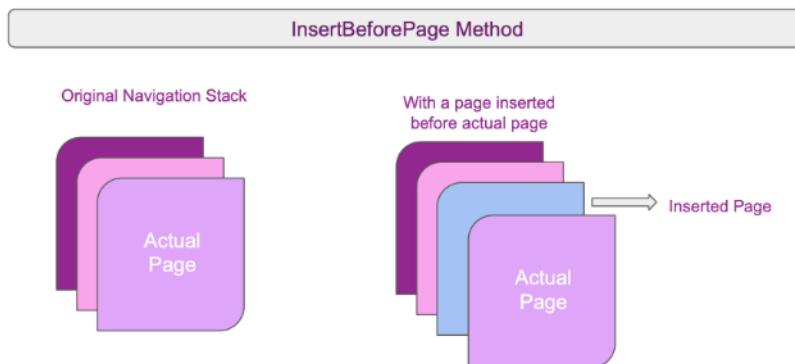 InsertBeforePage Method
Original Navigation Stack
Actual
Page
With a page inserted
before actual page
Inserted Page
Actual
Page